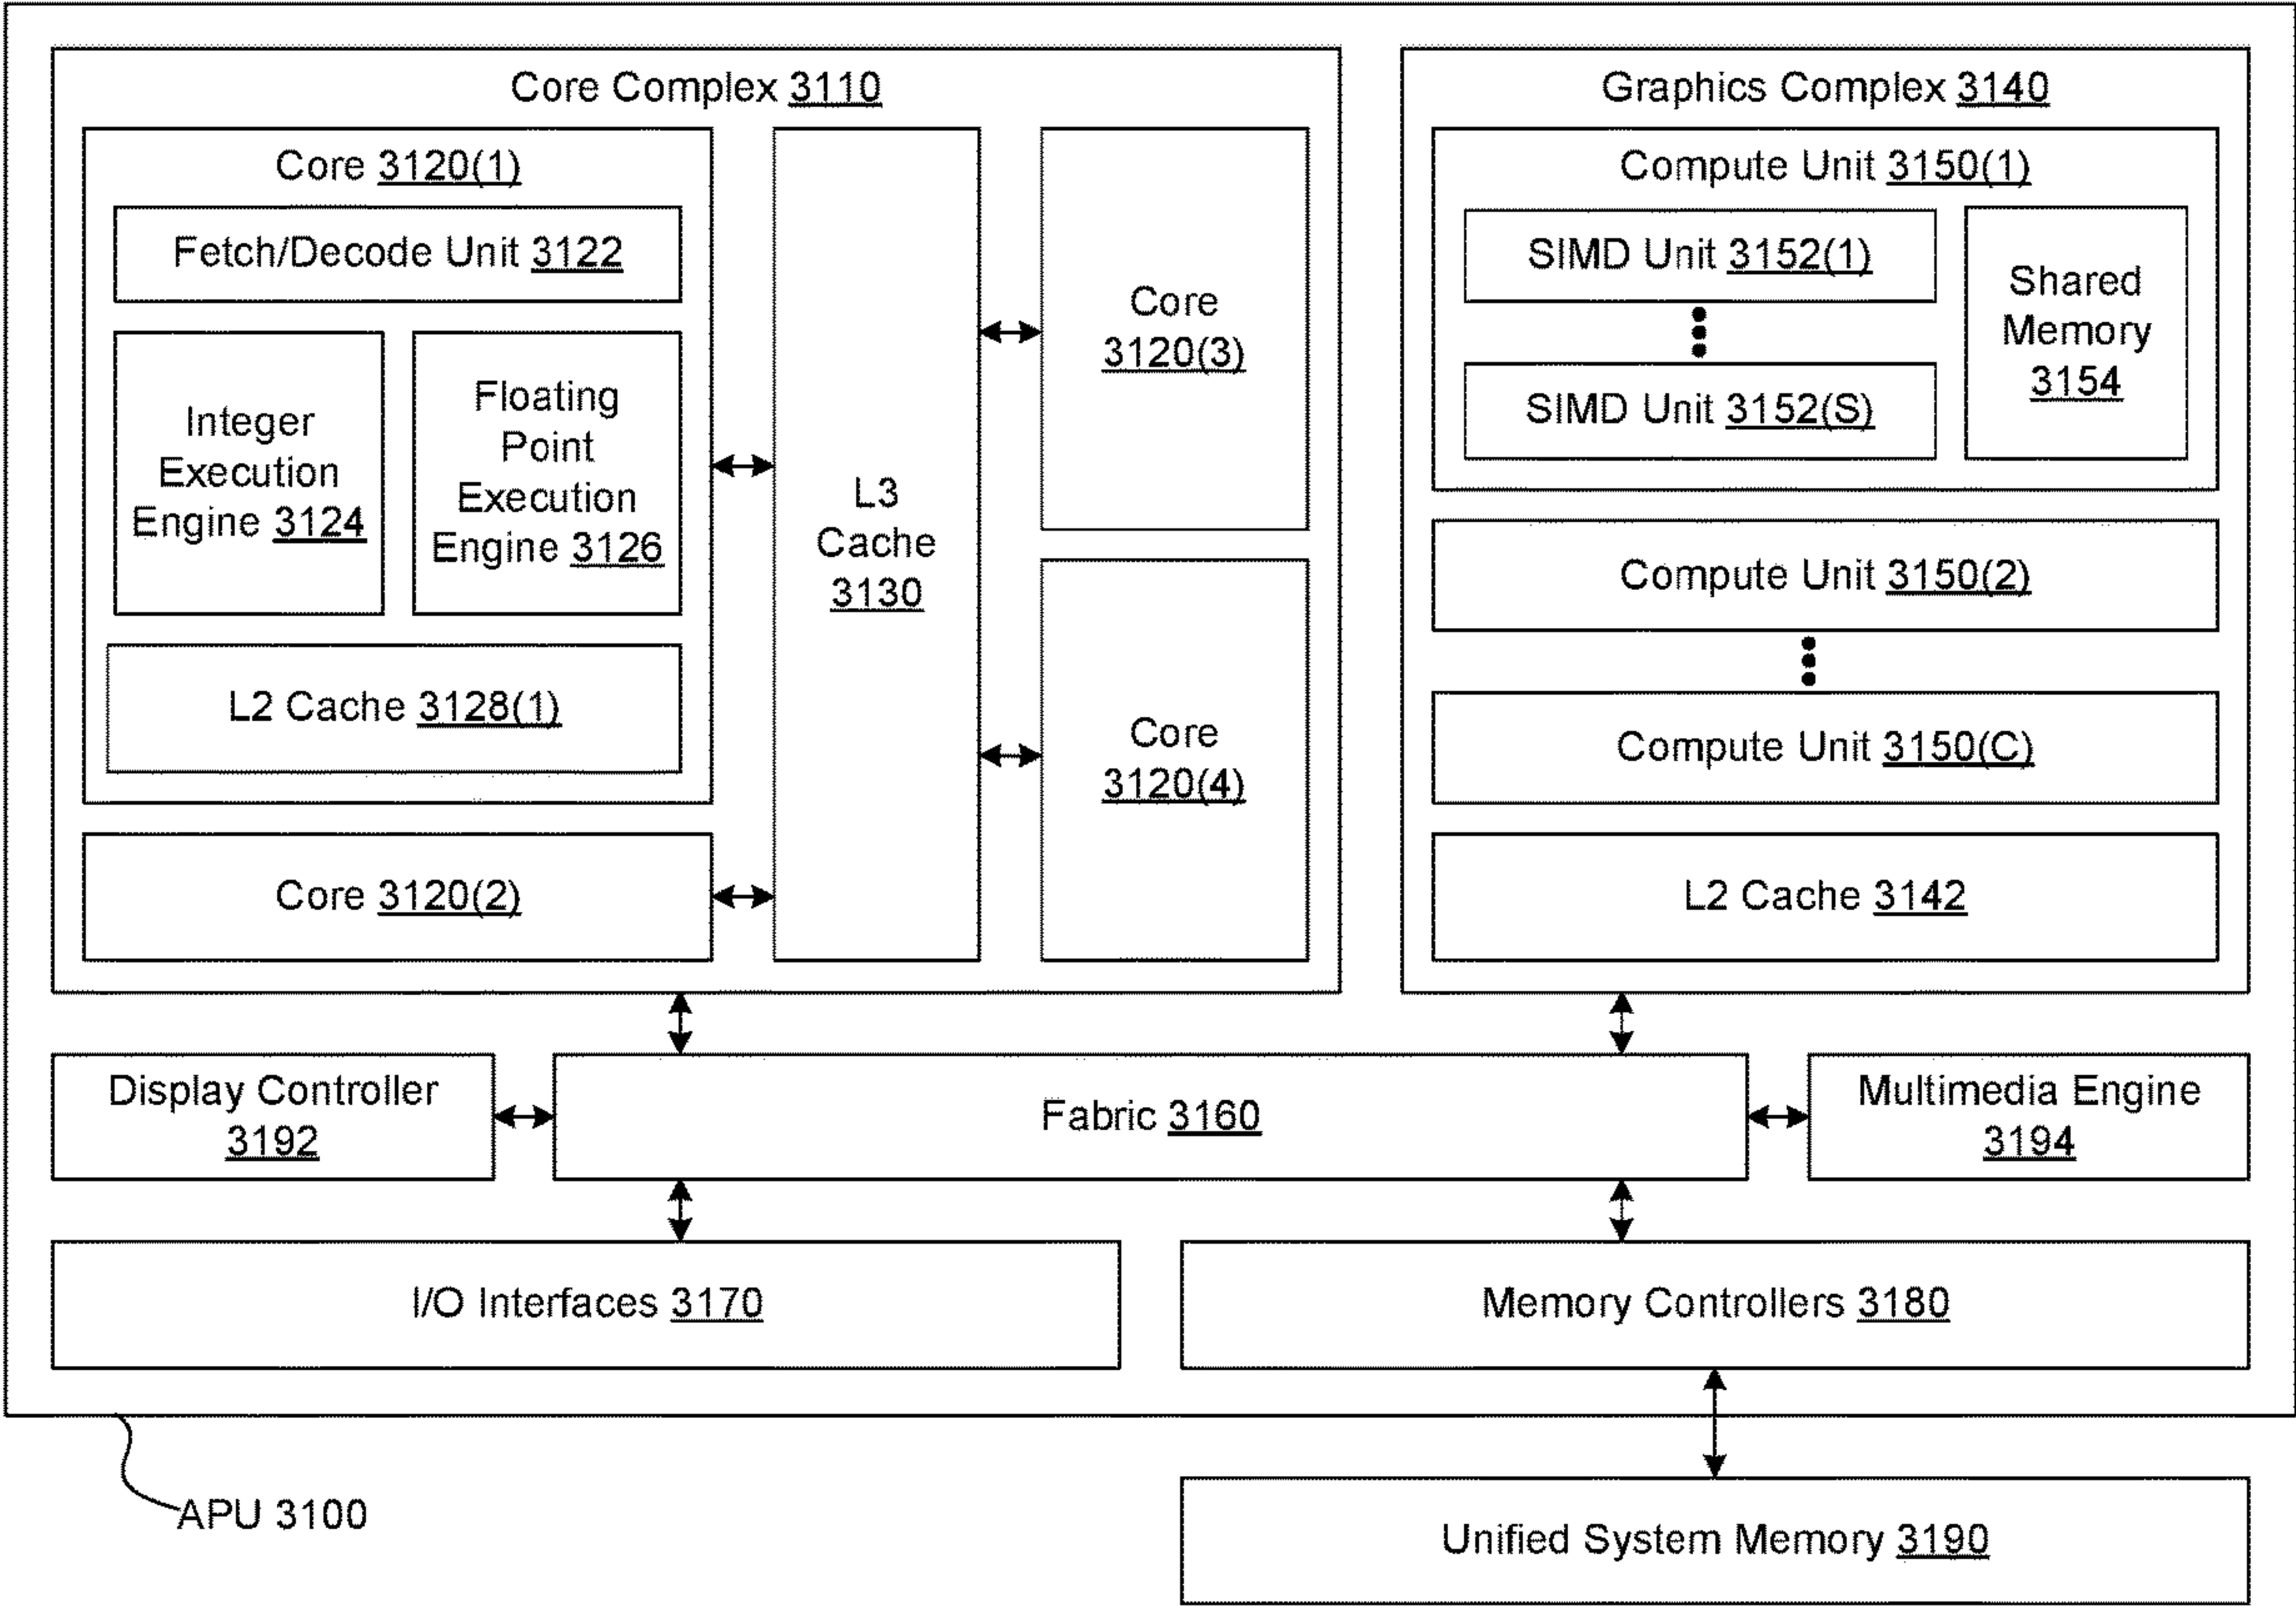 Core Complex 3110
Core 3120(1)
Fetch/Decode Unit 3122
Integer
Execution
Engine 3124
Floating
Point
Execution
Engine 3126
L2 Cache 3128(1)
Core 3120(2)
L3
Cache
3130
Core
3120(3)
Core
3120(4)
Graphics Complex 3140
Compute Unit 3150(1)
SIMD Unit 3152(1)
SIMD Unit 3152(S)
Shared
Memory
3154
Compute Unit 3150(2)
Compute Unit 3150(C)
L2 Cache 3142
Display Controller
3192
Fabric 3160
Multimedia Engine
3194
I/O Interfaces 3170
Memory Controllers 3180
APU 3100
Unified System Memory 3190